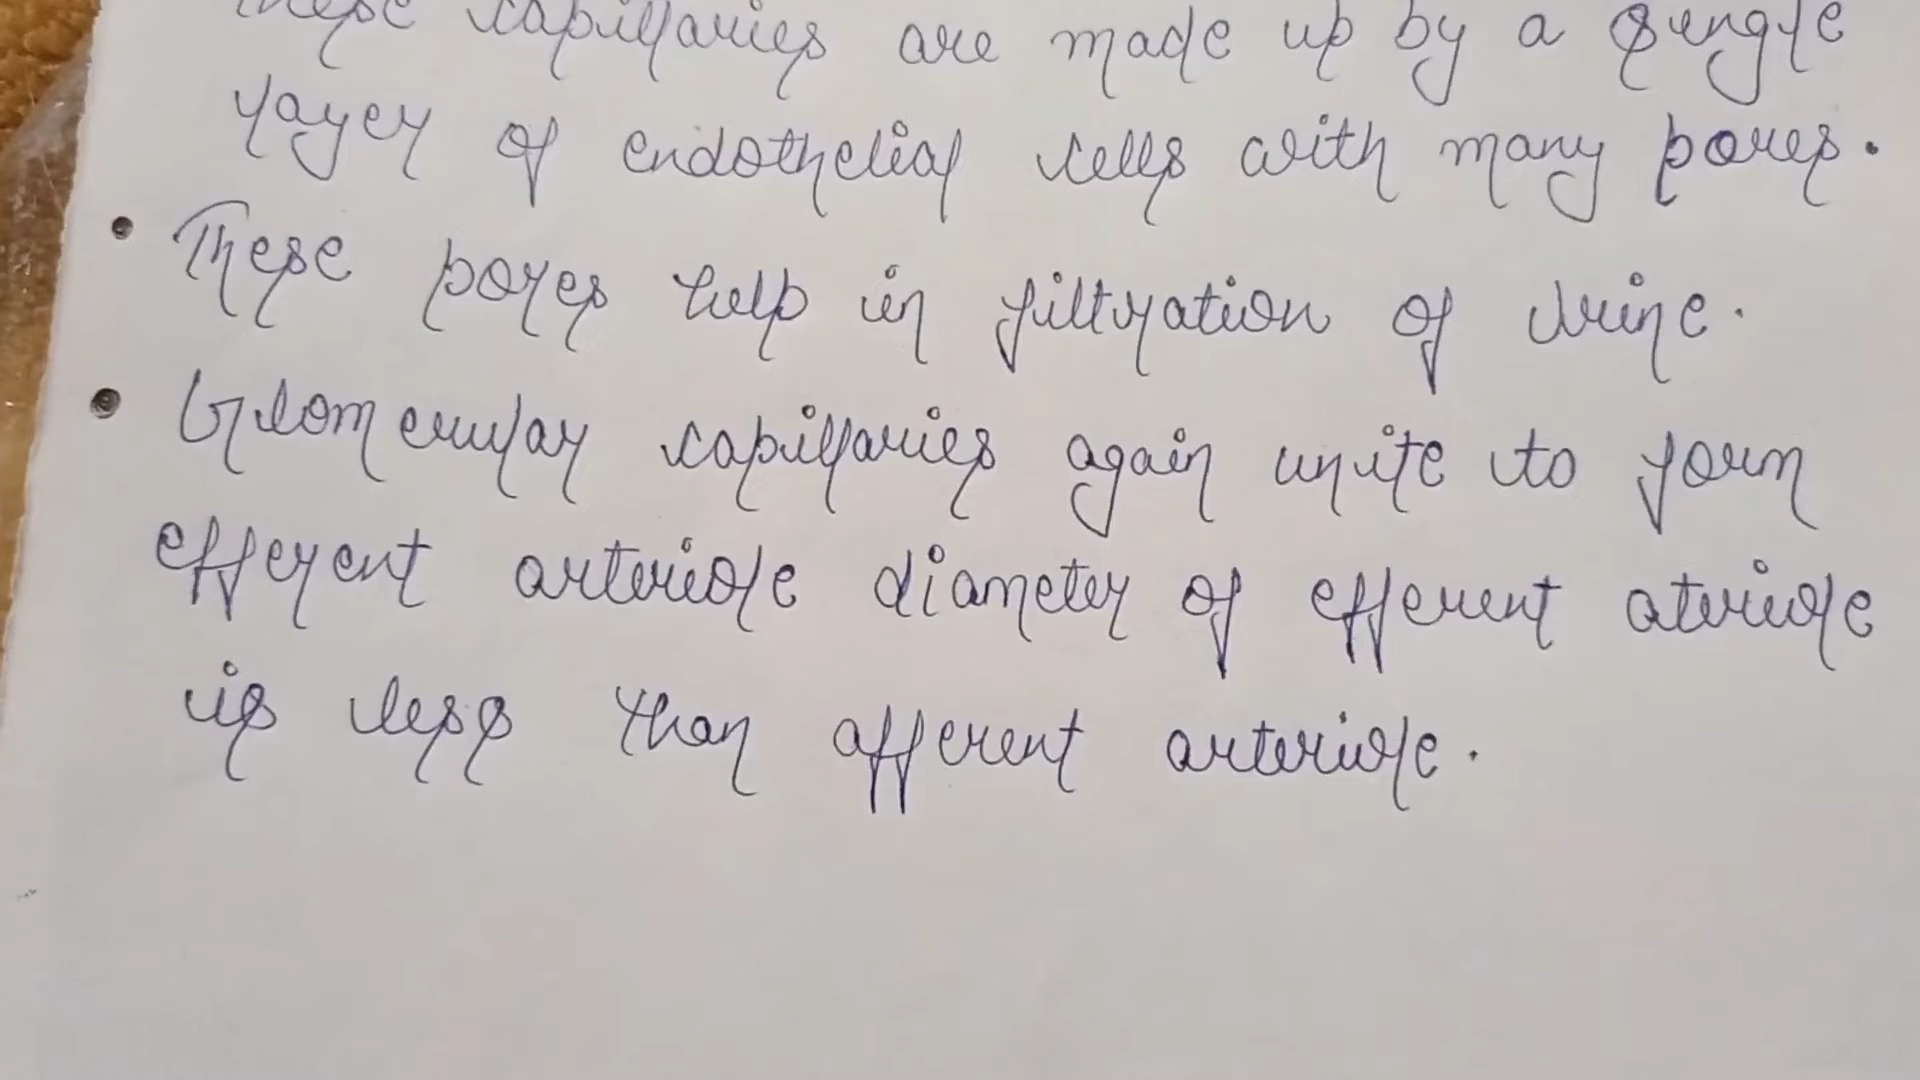 These capillaries are made up by a single
layer of endothelial cells with many pores.
• These pores help in filtration of urine.
• Glomerular capillaries again unite to form
efferent arteriole diameter of efferent ateriole
is less than afferent arteriole.